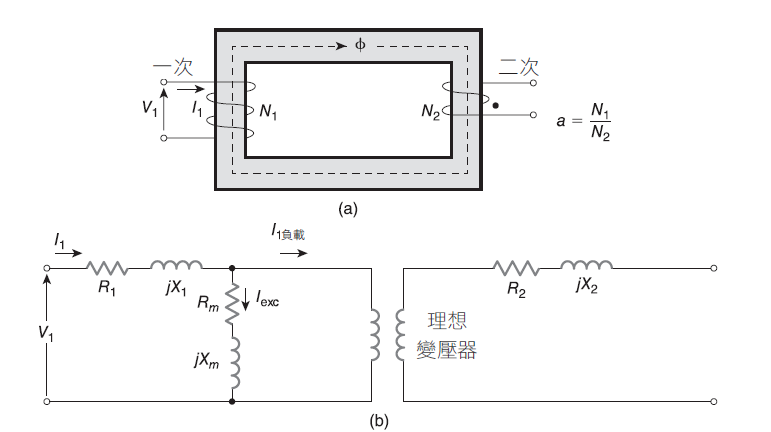 ϕ
一次
二次
V₁
I₁
N₁
N₂
a = N₁/N₂
(a)
I₁
I₁負載
R₁
jX₁
Rₘ
Iexc
R₂
jX₂
V₁
jXₘ
理想
變壓器
(b)